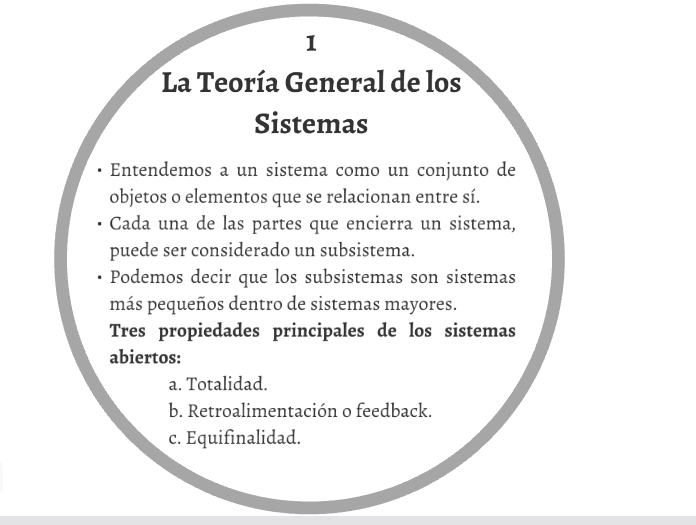 1
La Teoría General de los
Sistemas
• Entendemos a un sistema como un conjunto de
objetos o elementos que se relacionan entre sí.
• Cada una de las partes que encierra un sistema,
puede ser considerado un subsistema.
• Podemos decir que los subsistemas son sistemas
más pequeños dentro de sistemas mayores.
Tres propiedades principales de los sistemas
abiertos:
a. Totalidad.
b. Retroalimentación o feedback.
c. Equifinalidad.